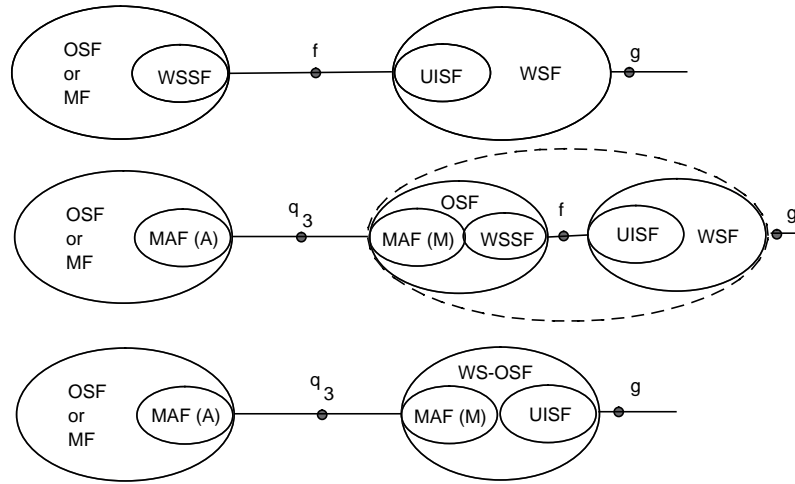 OSF
or
MF
WSSF
f
UISF
WSF
g
OSF
or
MF
MAF (A)
q
3
OSF
MAF (M)
WSSF
f
UISF
WSF
g
OSF
or
MF
MAF (A)
q
3
WS-OSF
MAF (M)
UISF
g